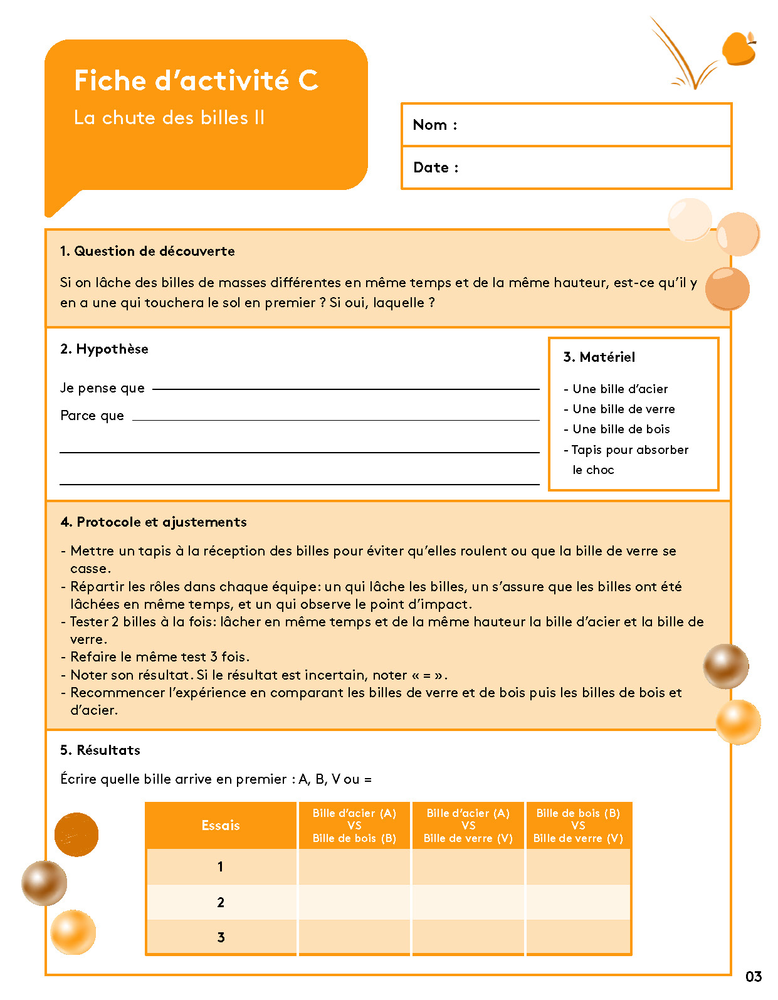 Fiche d’activité C
La chute des billes II
Nom :
Date :
1. Question de découverte
Si on lâche des billes de masses différentes en même temps et de la même hauteur, est-ce qu’il y
en a une qui touchera le sol en premier ? Si oui, laquelle ?
2. Hypothèse
Je pense que
Parce que
3. Matériel
- Une bille d’acier
- Une bille de verre
- Une bille de bois
- Tapis pour absorber
le choc
4. Protocole et ajustements
- Mettre un tapis à la réception des billes pour éviter qu’elles roulent ou que la bille de verre se
casse.
- Répartir les rôles dans chaque équipe: un qui lâche les billes, un s’assure que les billes ont été
lâchées en même temps, et un qui observe le point d’impact.
- Tester 2 billes à la fois: lâcher en même temps et de la même hauteur la bille d’acier et la bille de
verre.
- Refaire le même test 3 fois.
- Noter son résultat. Si le résultat est incertain, noter « = ».
- Recommencer l’expérience en comparant les billes de verre et de bois puis les billes de bois et
d’acier.
5. Résultats
Écrire quelle bille arrive en premier : A, B, V ou =
Essais
Bille d’acier (A)
VS
Bille de bois (B)
Bille d’acier (A)
VS
Bille de verre (V)
Bille de bois (B)
VS
Bille de verre (V)
1
2
3
03